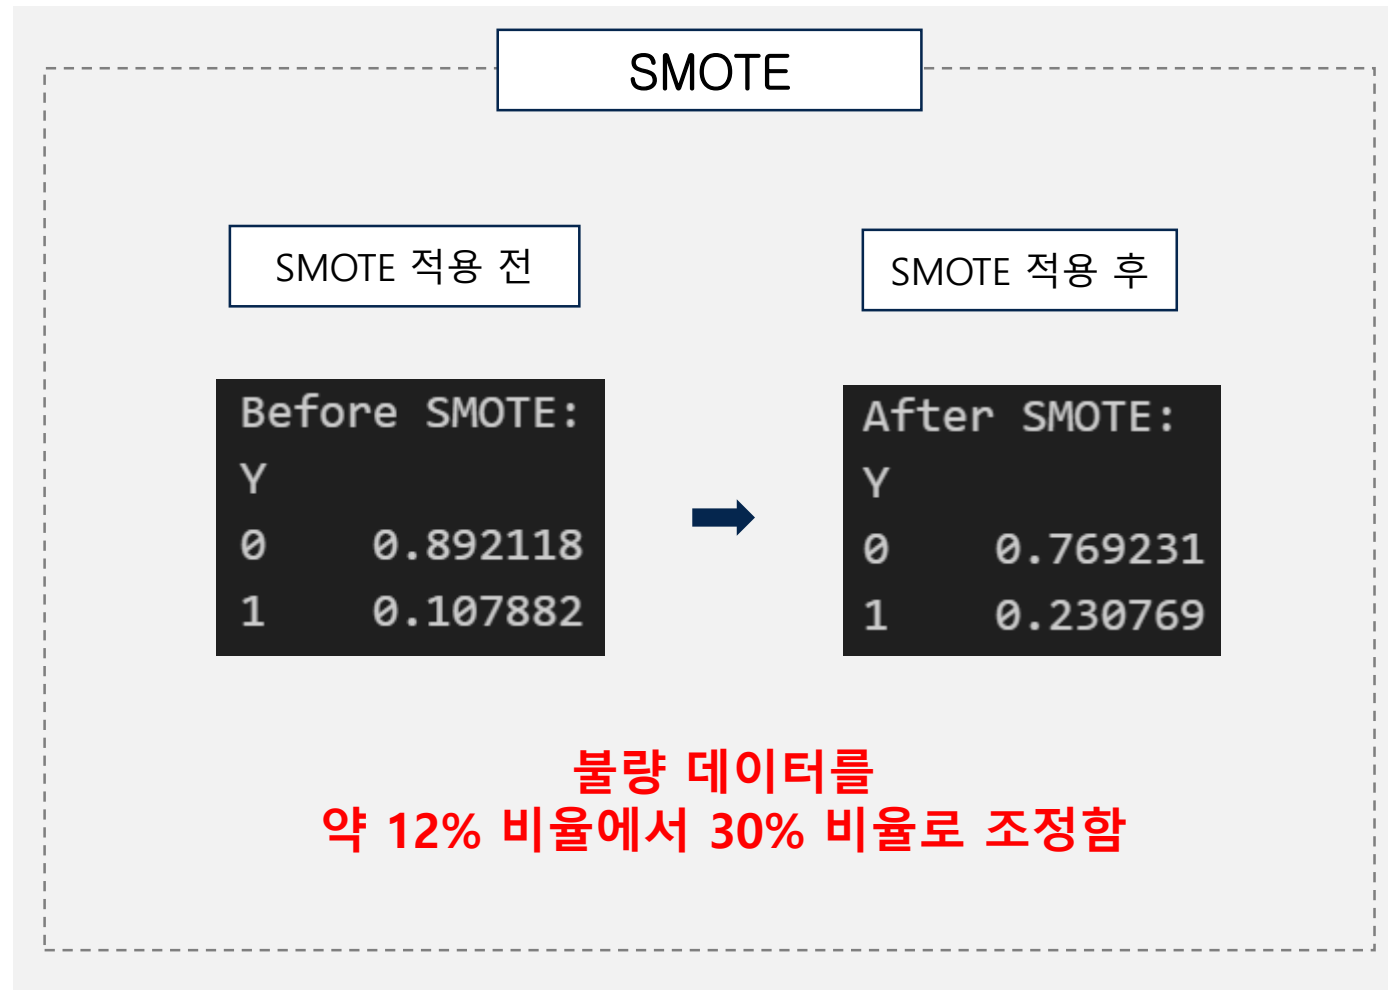 SMOTE
SMOTE 적용 전
SMOTE 적용 후
Before SMOTE:
Y
0 0.892118
1 0.107882
After SMOTE:
Y
0 0.769231
1 0.230769
불량 데이터를
약 12% 비율에서 30% 비율로 조정함